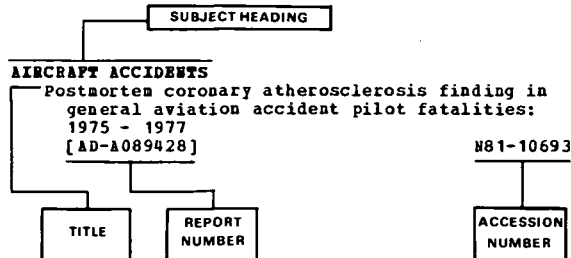 SUBJECT HEADING
AIRCRAFT ACCIDENTS
Postmortem coronary atherosclerosis finding in
general aviation accident pilot fatalities:
1975 - 1977
[AD-A089428] N81-10693
TITLE
REPORT
NUMBER
ACCESSION
NUMBER